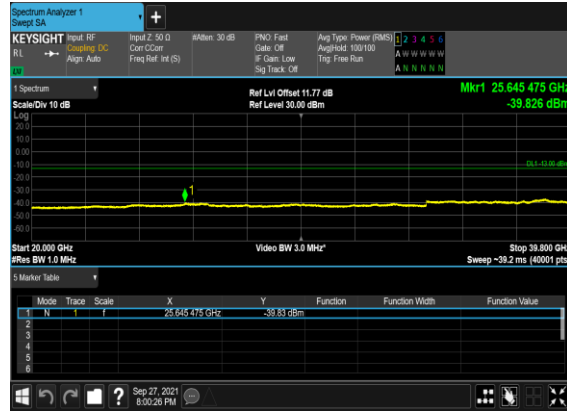 Spectrum Analyzer 1
Swept SA
+
KEYSIGHT Input: RF Input Z: 50 Ω #Atten: 30 dB PNO: Fast Avg Type: Power (RMS) 1 2 3 4 5 6
RL Coupling: DC Corr CCorr Gate: Off Avg|Hold: 100/100 A W W W W W
Align: Auto Freq Ref: Int (S) IF Gain: Low Trig: Free Run
Sig Track: Off A N N N N N
1 Spectrum
Scale/Div 10 dB
Ref Lvl Offset 11.77 dB
Ref Level 30.00 dBm
Mkr1 25.645 475 GHz
-39.826 dBm
Log
20.0
10.0
0.00
-10.0
DL1 -13.00 dBm
-20.0
-30.0
1
-40.0
-50.0
-60.0
Start 20.000 GHz Video BW 3.0 MHz* Stop 39.800 GHz
#Res BW 1.0 MHz Sweep ~39.2 ms (40001 pts)
5 Marker Table
Mode Trace Scale X Y Function Function Width Function Value
1 N 1 f 25.645 475 GHz -39.83 dBm
2
3
4
5
6
? Sep 27, 2021
8:00:26 PM